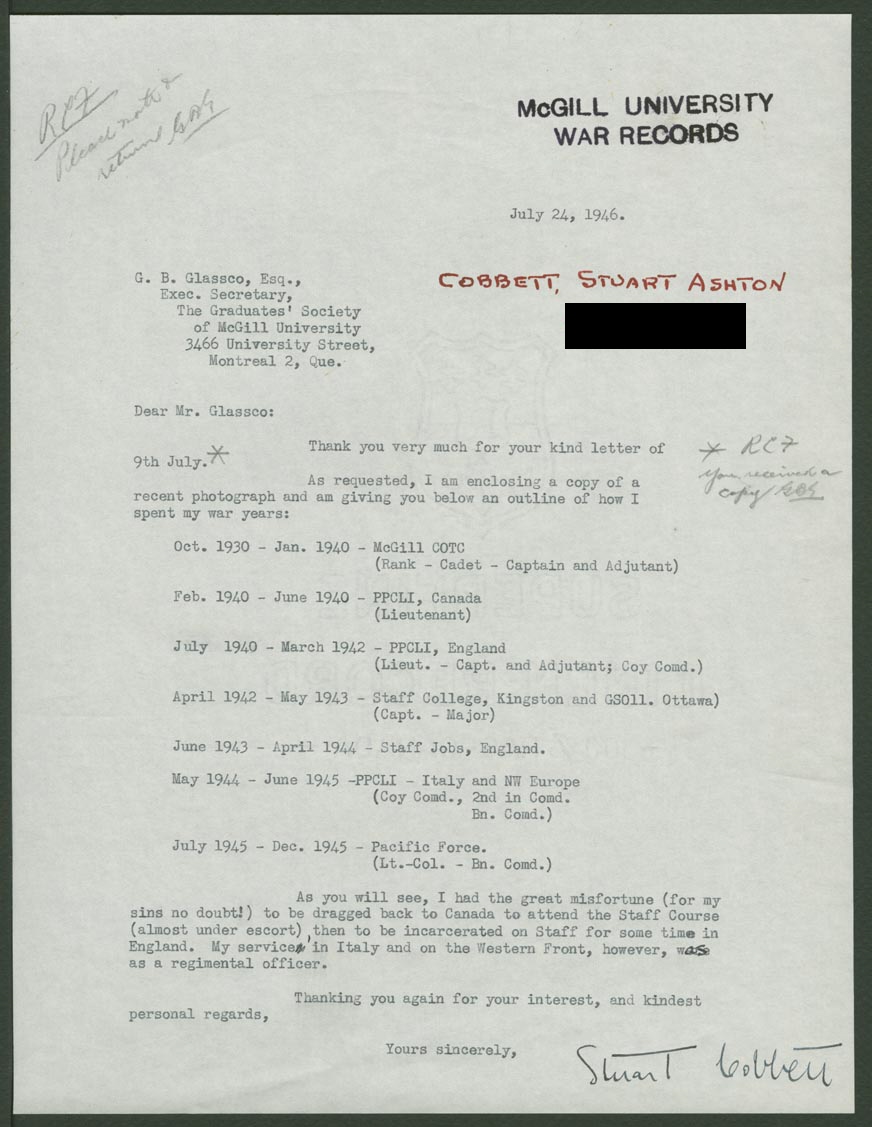 RCF
Please note &
return GBG
McGILL UNIVERSITY
WAR RECORDS
July 24, 1946.
COBBETT, STUART ASHTON
G. B. Glassco, Esq.,
Exec. Secretary,
The Graduates' Society
of McGill University
3466 University Street,
Montreal 2, Que.
Dear Mr. Glassco:
Thank you very much for your kind letter of
9th July.*
* RCF
You received a
copy GBG
As requested, I am enclosing a copy of a
recent photograph and am giving you below an outline of how I
spent my war years:
Oct. 1930 - Jan. 1940 - McGill COTC
(Rank - Cadet - Captain and Adjutant)
Feb. 1940 - June 1940 - PPCLI, Canada
(Lieutenant)
July 1940 - March 1942 - PPCLI, England
(Lieut. - Capt. and Adjutant; Coy Comd.)
April 1942 - May 1943 - Staff College, Kingston and GSO11. Ottawa)
(Capt. - Major)
June 1943 - April 1944 - Staff Jobs, England.
May 1944 - June 1945 -PPCLI - Italy and NW Europe
(Coy Comd., 2nd in Comd.
Bn. Comd.)
July 1945 - Dec. 1945 - Pacific Force.
(Lt.-Col. - Bn. Comd.)
As you will see, I had the great misfortune (for my
sins no doubt!) to be dragged back to Canada to attend the Staff Course
(almost under escort), then to be incarcerated on Staff for some time in
England. My service in Italy and on the Western Front, however, was
as a regimental officer.
Thanking you again for your interest, and kindest
personal regards,
Yours sincerely,
Stuart Cobbett